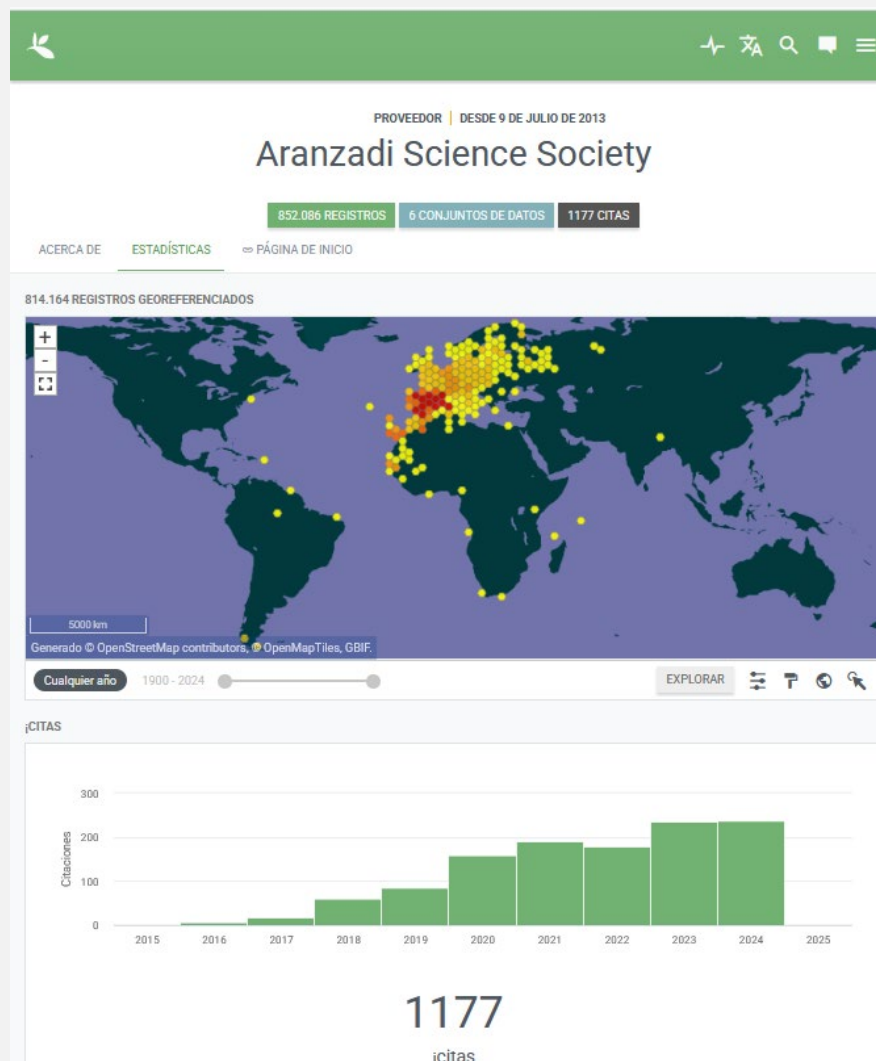 PROVEEDOR | DESDE 9 DE JULIO DE 2013
Aranzadi Science Society
852.086 REGISTROS 6 CONJUNTOS DE DATOS 1177 CITAS
ACERCA DE ESTADÍSTICAS PÁGINA DE INICIO
814.164 REGISTROS GEOREFERENCIADOS
+
-
5000 km
Generado © OpenStreetMap contributors, © OpenMapTiles, GBIF.
Cualquier año 1900 - 2024 EXPLORAR
¡CITAS
300
200
100
0
Citaciones
2015 2016 2017 2018 2019 2020 2021 2022 2023 2024 2025
1177
¡citas